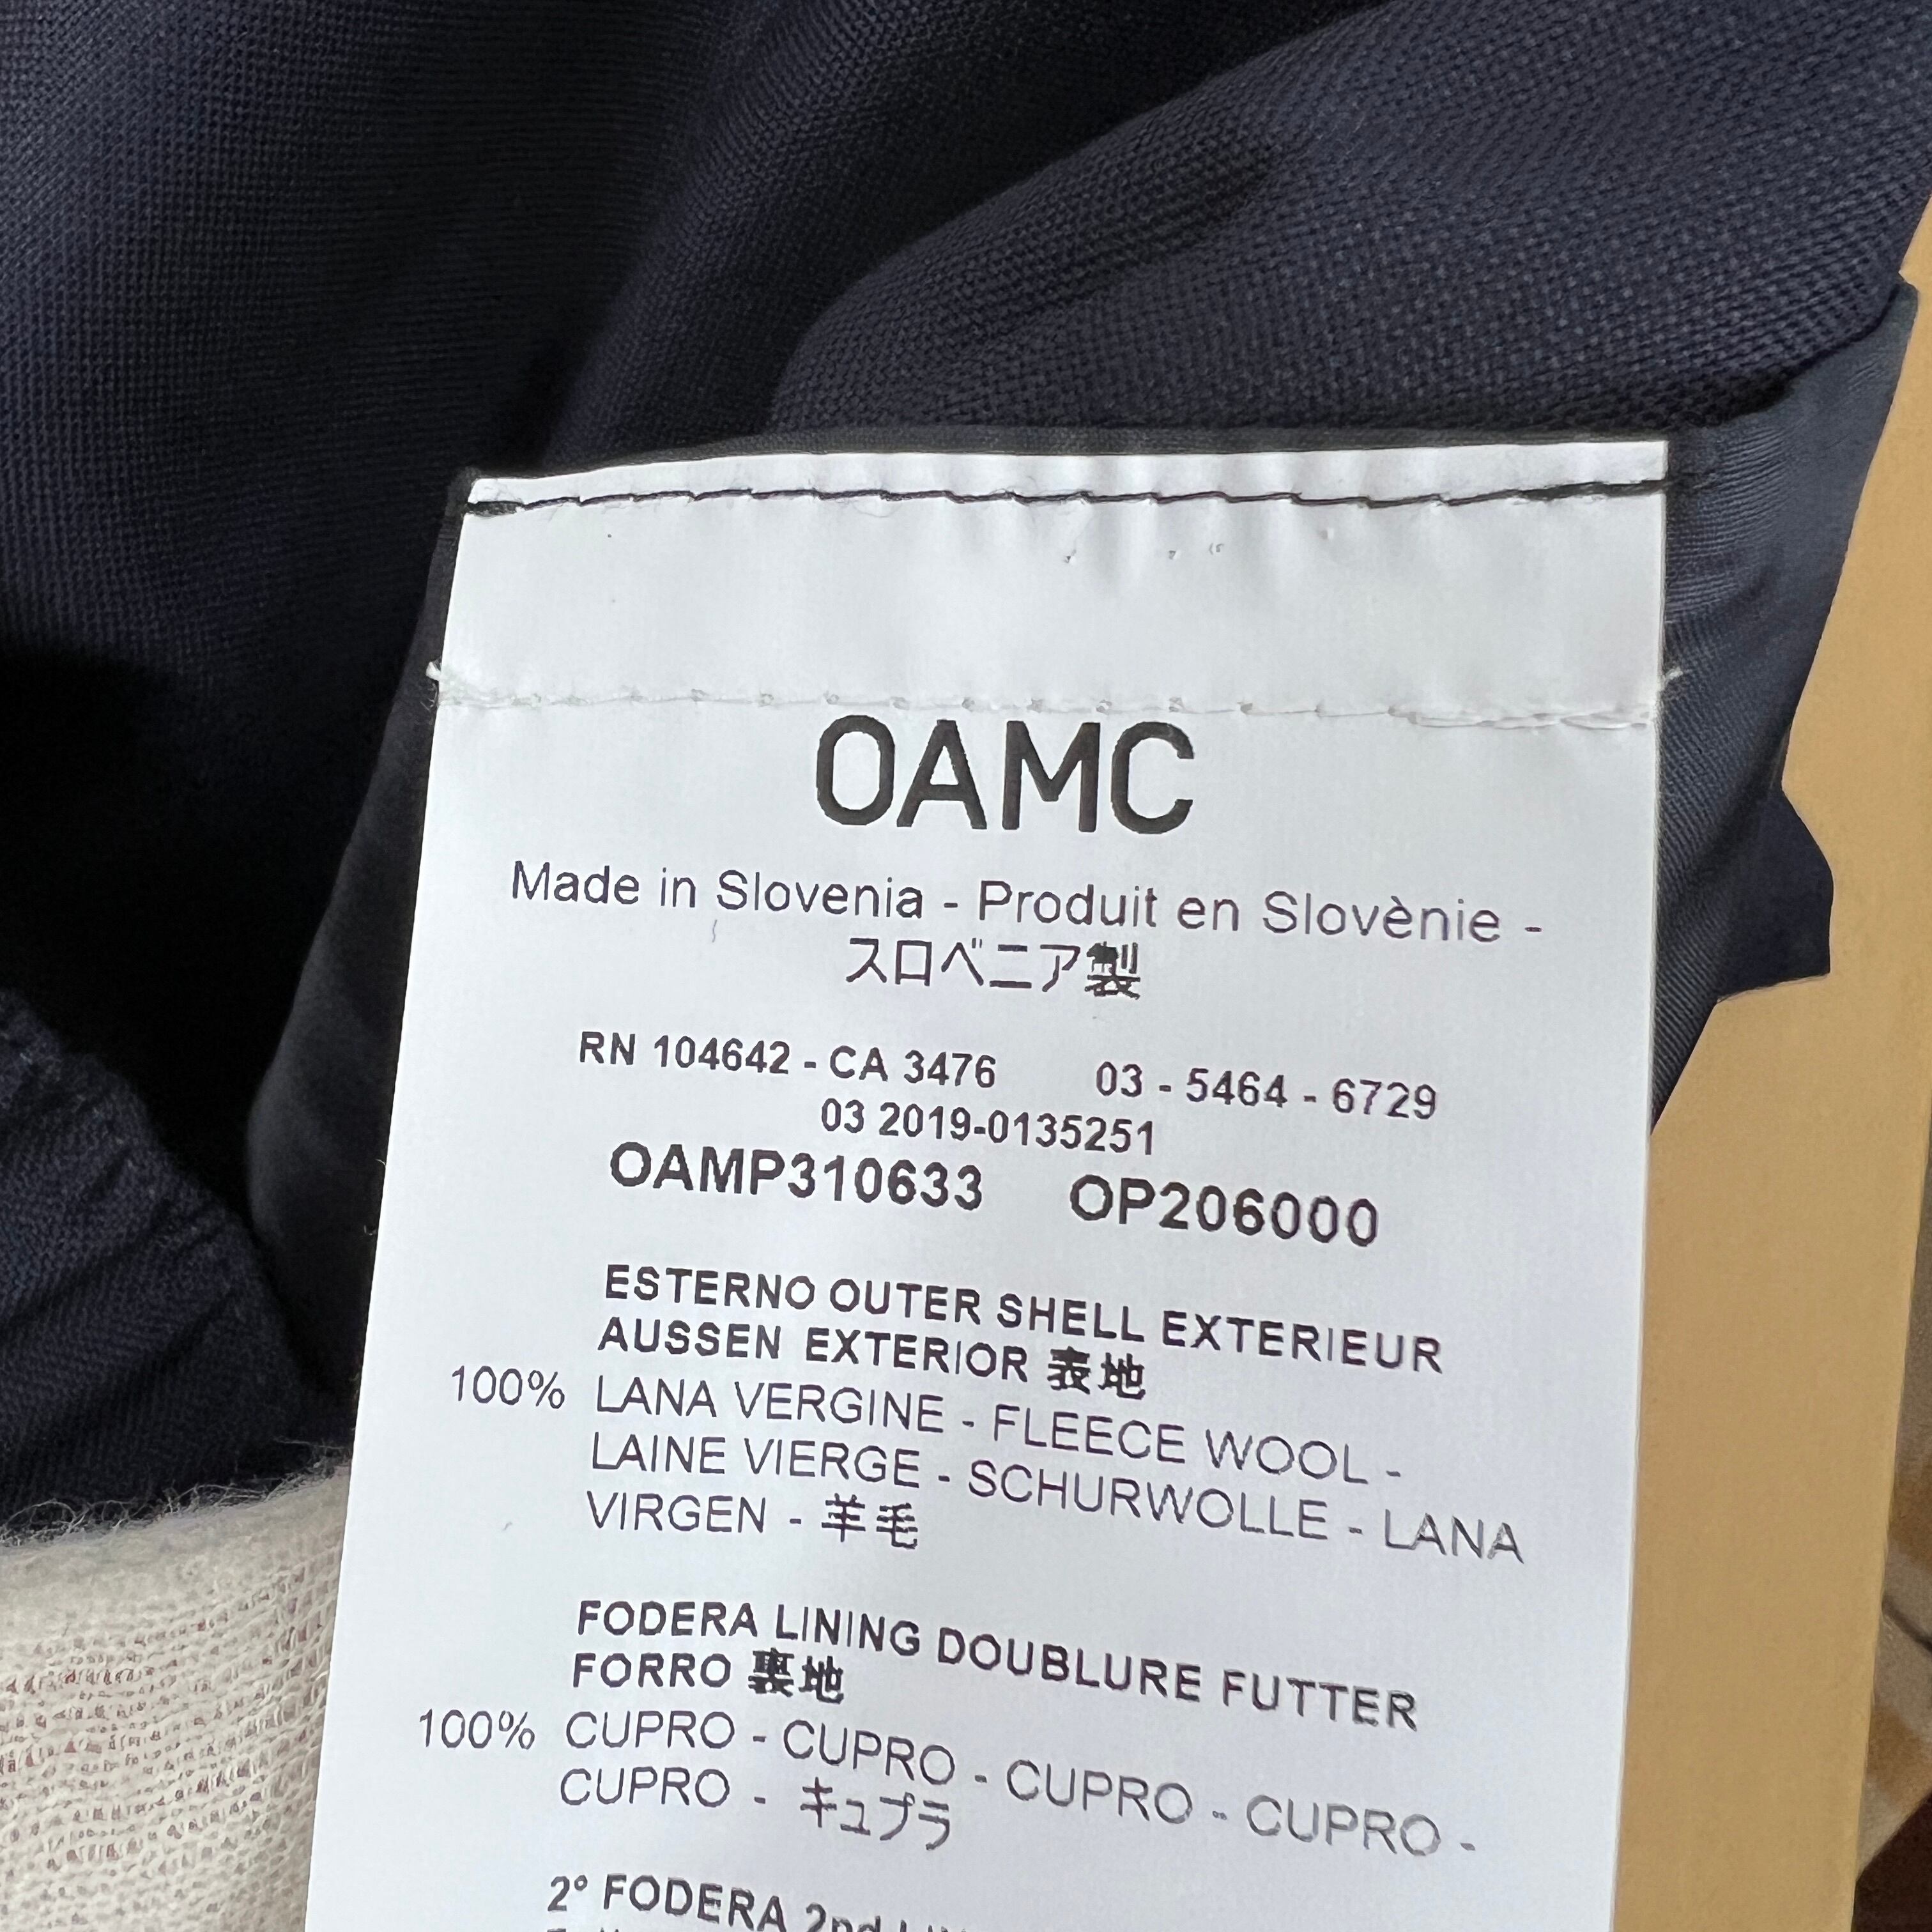 OAMC
Made in Slovenia - Produit en Slovènie -
スロベニア製
RN 104642 - CA 3476 03 - 5464 - 6729
03 2019-0135251
OAMP310633 OP206000
ESTERNO OUTER SHELL EXTERIEUR
AUSSEN EXTERIOR 表地
100% LANA VERGINE - FLEECE WOOL -
LAINE VIERGE - SCHURWOLLE - LANA
VIRGEN - 羊毛
FODERA LINING DOUBLURE FUTTER
FORRO 裏地
100% CUPRO - CUPRO - CUPRO - CUPRO -
CUPRO - キュプラ
2° FODERA 2nd